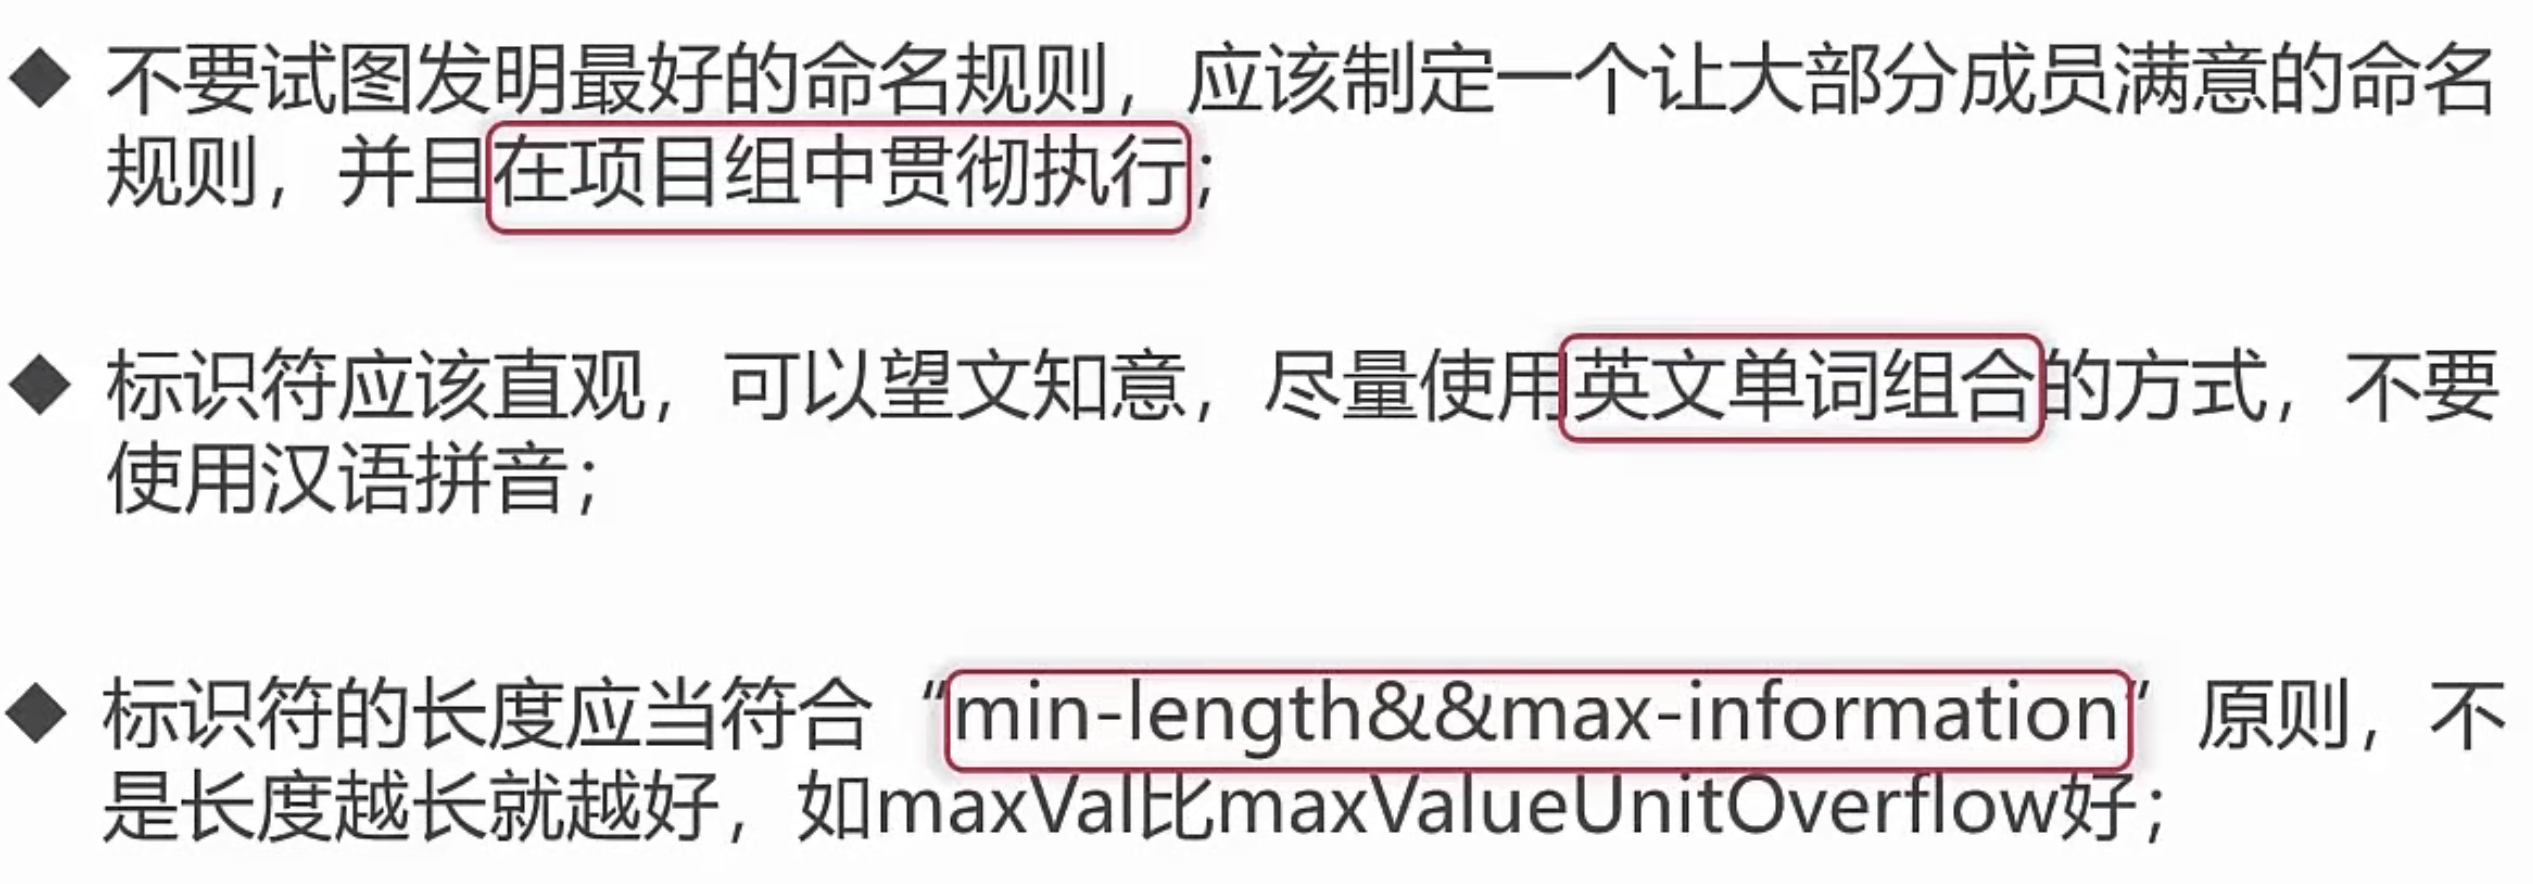 ◆ 不要试图发明最好的命名规则，应该制定一个让大部分成员满意的命名
规则，并且在项目组中贯彻执行；
◆ 标识符应该直观，可以望文知意，尽量使用英文单词组合的方式，不要
使用汉语拼音；
◆ 标识符的长度应当符合“min-length&&max-information”原则，不
是长度越长就越好，如maxVal比maxValueUnitOverflow好；